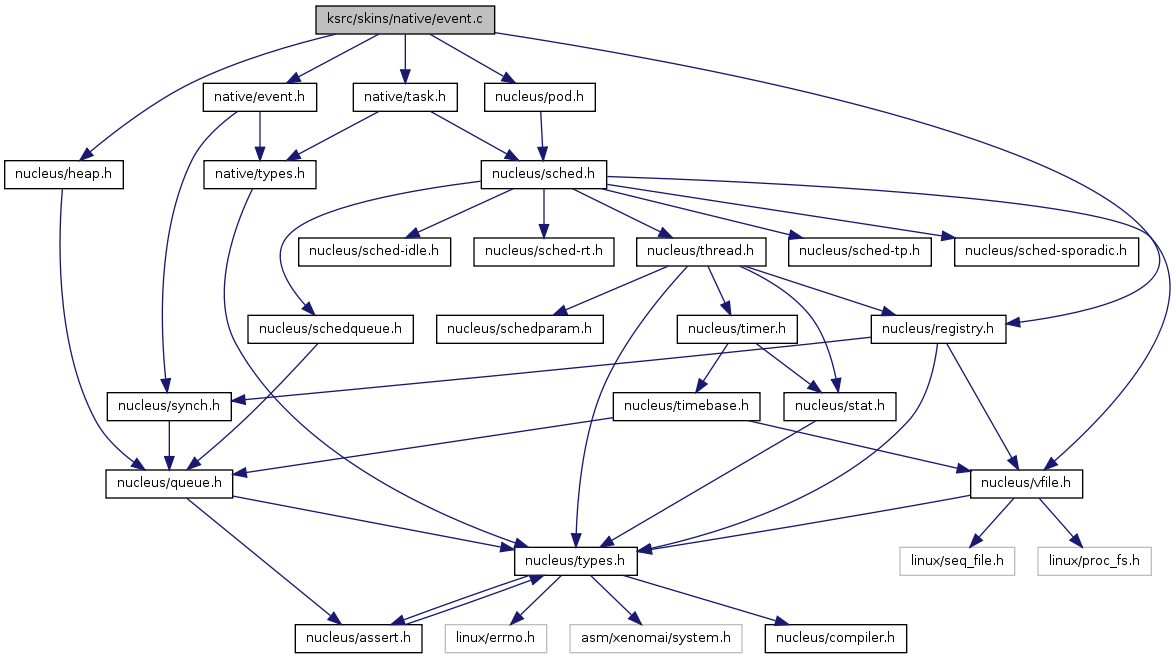 ksrc/skins/native/event.c
native/event.h
native/task.h
nucleus/pod.h
nucleus/heap.h
native/types.h
nucleus/sched.h
nucleus/sched-idle.h
nucleus/sched-rt.h
nucleus/thread.h
nucleus/sched-tp.h
nucleus/sched-sporadic.h
nucleus/schedqueue.h
nucleus/schedparam.h
nucleus/timer.h
nucleus/registry.h
nucleus/synch.h
nucleus/timebase.h
nucleus/stat.h
nucleus/queue.h
nucleus/vfile.h
nucleus/types.h
linux/seq_file.h
linux/proc_fs.h
nucleus/assert.h
linux/errno.h
asm/xenomai/system.h
nucleus/compiler.h